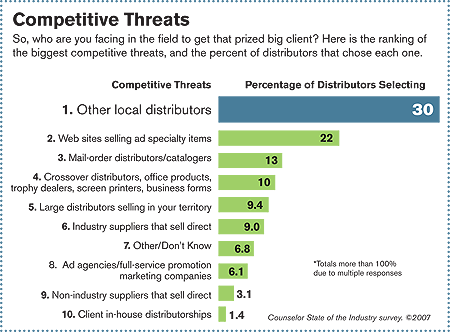 Competitive Threats
So, who are you facing in the field to get that prized big client? Here is the ranking of
the biggest competitive threats, and the percent of distributors that chose each one.
Competitive Threats Percentage of Distributors Selecting
1. Other local distributors 30
2. Web sites selling ad specialty items 22
3. Mail-order distributors/catalogers 13
4. Crossover distributors, office products,
trophy dealers, screen printers, business forms 10
5. Large distributors selling in your territory 9.4
6. Industry suppliers that sell direct 9.0
7. Other/Don't Know 6.8
8. Ad agencies/full-service promotion
marketing companies 6.1
*Totals more than 100%
due to multiple responses
9. Non-industry suppliers that sell direct 3.1
10. Client in-house distributorships 1.4
Counselor State of the Industry survey. ©2007